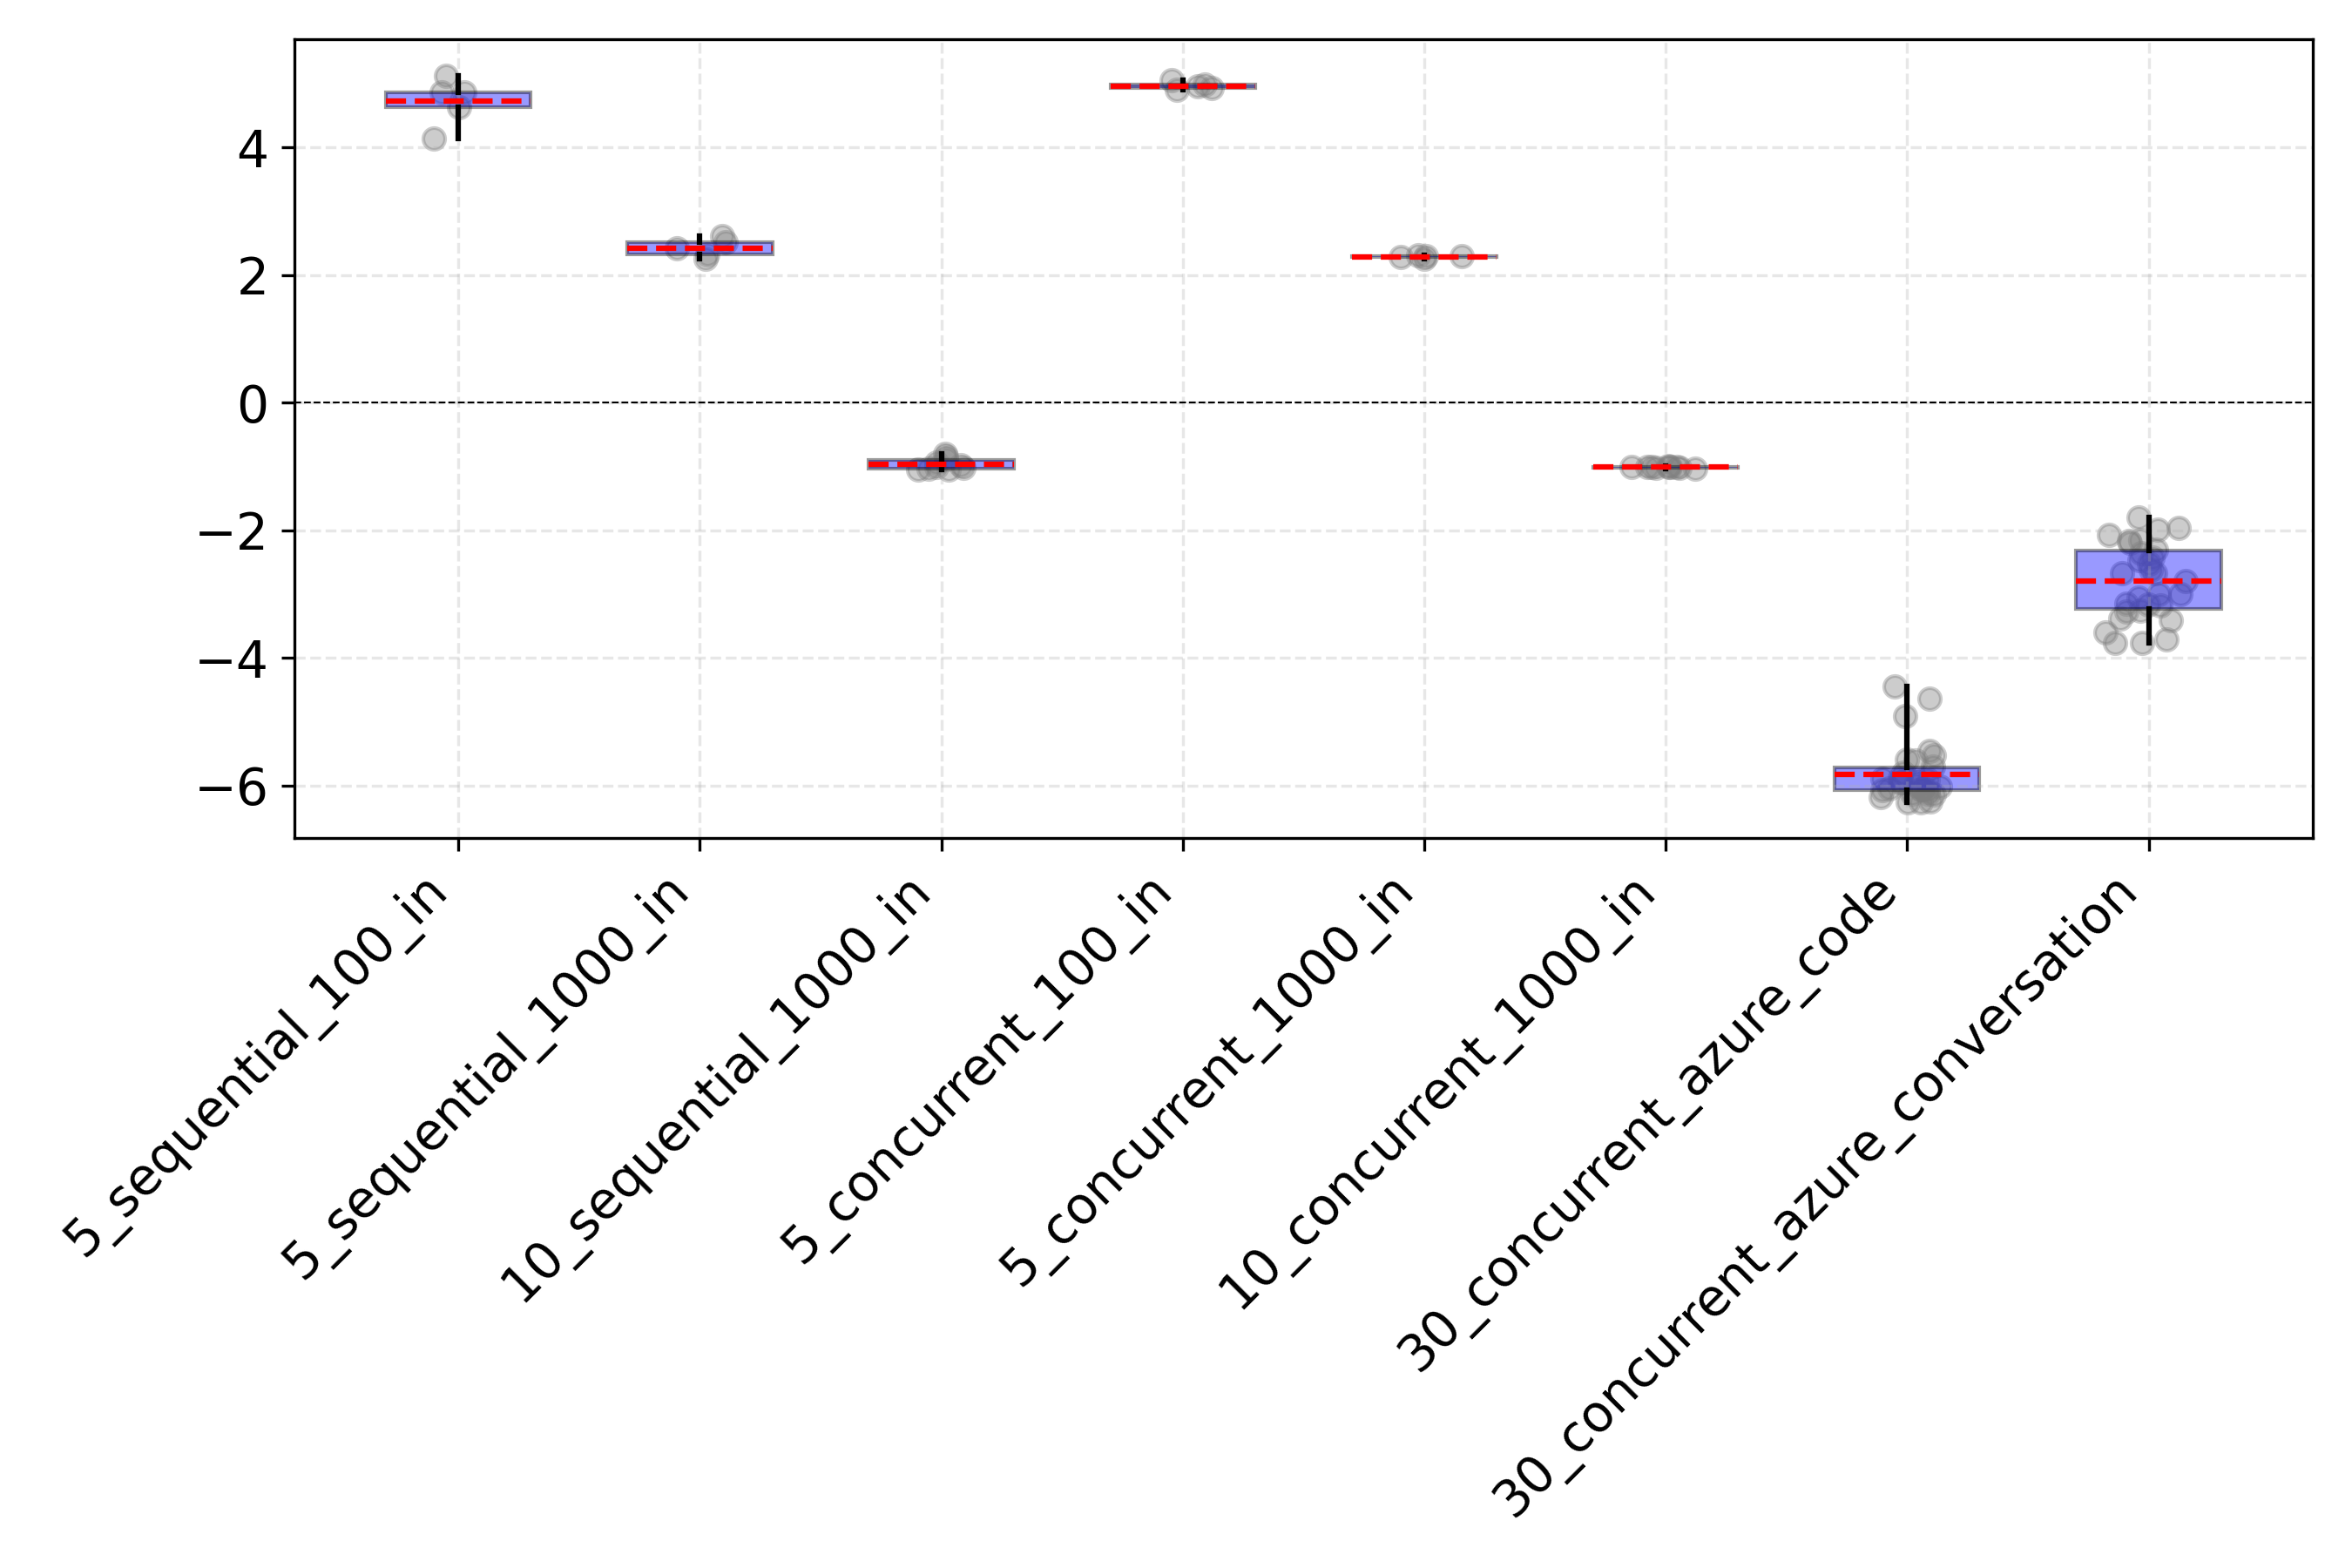 4
2
0
−2
−4
−6
5_sequential_100_in
5_sequential_1000_in
10_sequential_1000_in
5_concurrent_100_in
5_concurrent_1000_in
10_concurrent_1000_in
30_concurrent_azure_code
30_concurrent_azure_conversation